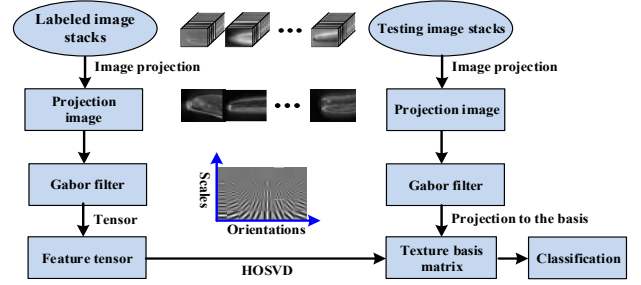 Labeled image
stacks
Testing image stacks
Image projection
Image projection
Projection
image
Projection image
Gabor filter
Scales
Orientations
Gabor filter
Tensor
Projection to the basis
Feature tensor
HOSVD
Texture basis
matrix
Classification